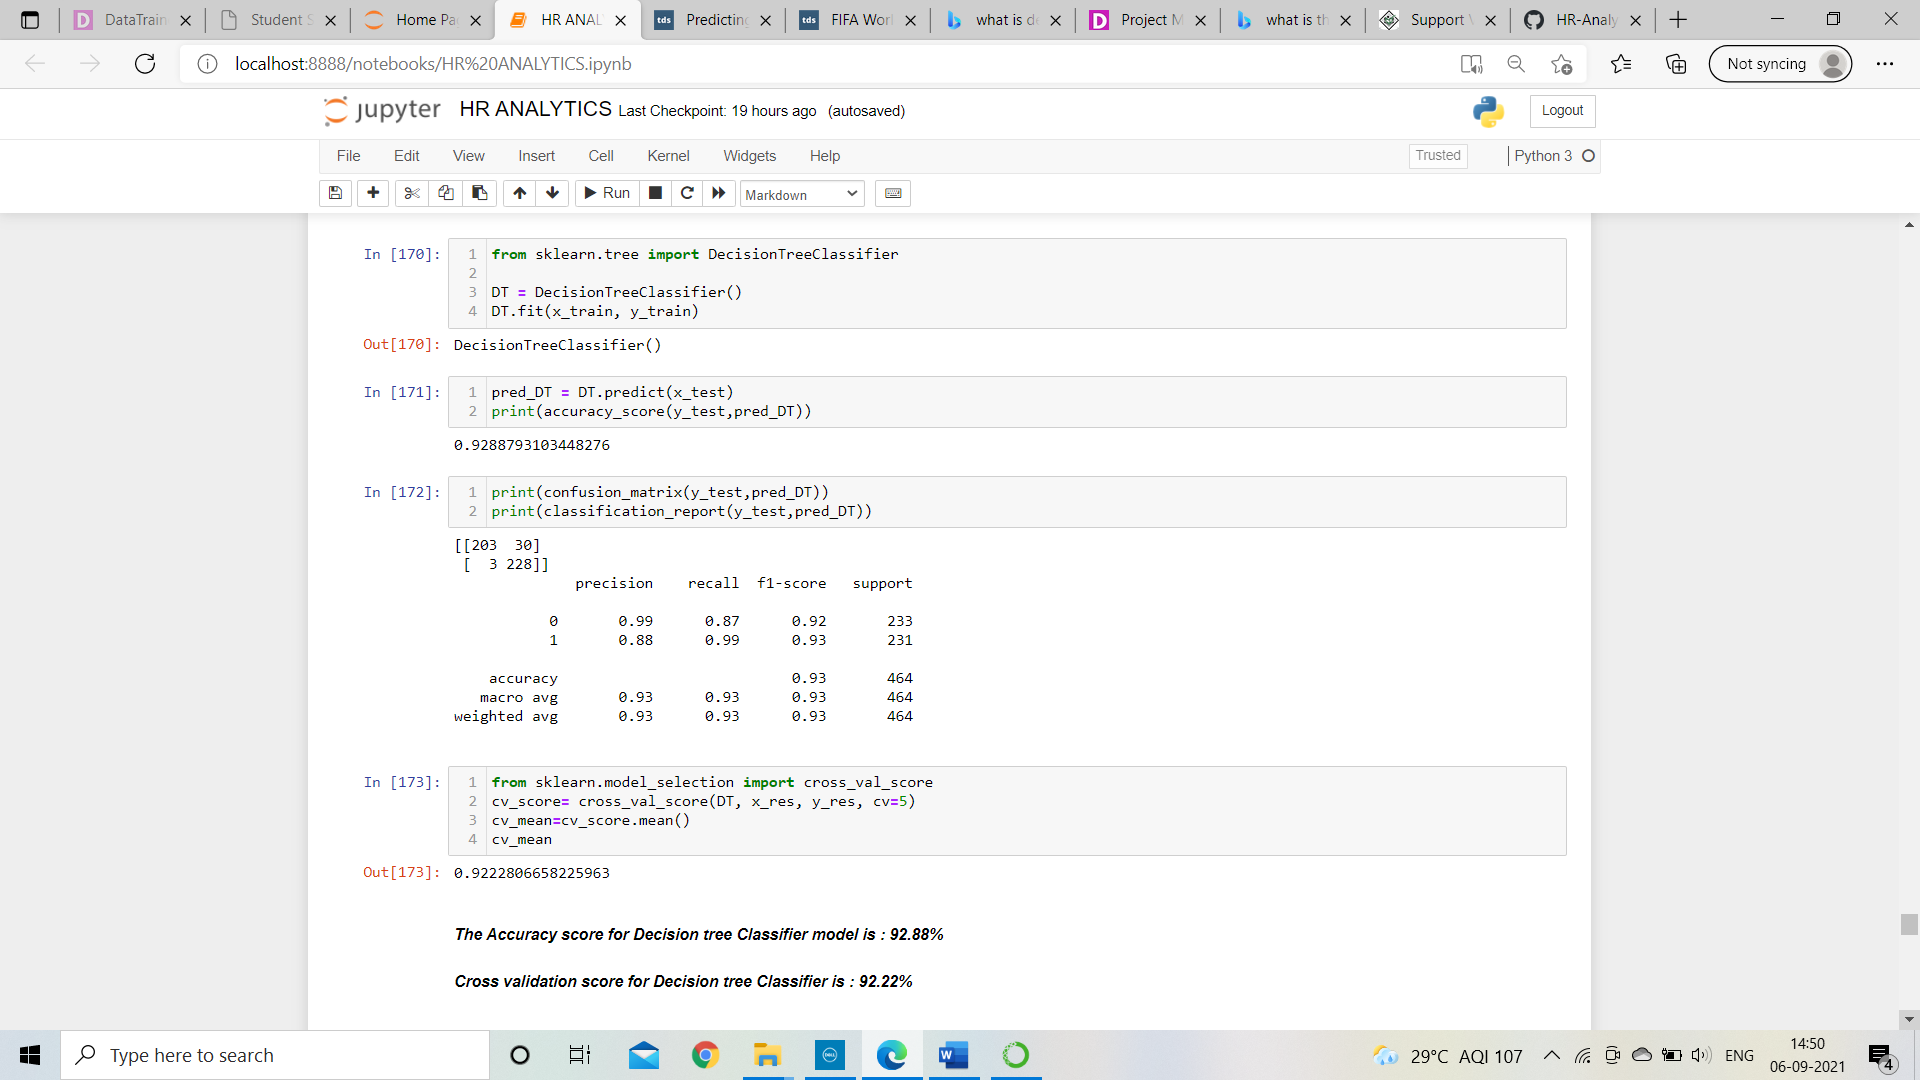 DataTrain
Student S
Home Pa
HR ANAL
Predicting
FIFA Worl
what is de
Project M
what is th
Support V
HR-Analy
localhost:8888/notebooks/HR%20ANALYTICS.ipynb
Not syncing
jupyter
HR ANALYTICS Last Checkpoint: 19 hours ago (autosaved)
Logout
File Edit View Insert Cell Kernel Widgets Help
Trusted
Python 3
Run
Markdown
In [170]:
1 from sklearn.tree import DecisionTreeClassifier
2
3 DT = DecisionTreeClassifier()
4 DT.fit(x_train, y_train)
Out[170]: DecisionTreeClassifier()
In [171]:
1 pred_DT = DT.predict(x_test)
2 print(accuracy_score(y_test,pred_DT))
0.9288793103448276
In [172]:
1 print(confusion_matrix(y_test,pred_DT))
2 print(classification_report(y_test,pred_DT))
[[203  30]
[  3 228]]
precision recall f1-score support
0 0.99 0.87 0.92 233
1 0.88 0.99 0.93 231
accuracy 0.93 464
macro avg 0.93 0.93 0.93 464
weighted avg 0.93 0.93 0.93 464
In [173]:
1 from sklearn.model_selection import cross_val_score
2 cv_score= cross_val_score(DT, x_res, y_res, cv=5)
3 cv_mean=cv_score.mean()
4 cv_mean
Out[173]: 0.9222806658225963
The Accuracy score for Decision tree Classifier model is : 92.88%
Cross validation score for Decision tree Classifier is : 92.22%
Type here to search
29°C AQI 107
ENG
14:50
06-09-2021
4